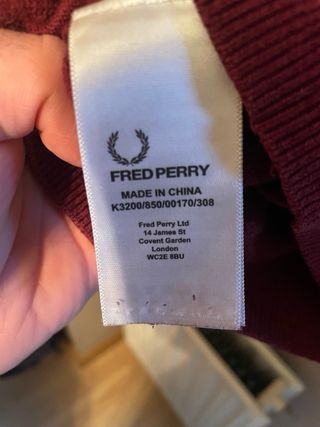 FRED PERRY
MADE IN CHINA
K3200/850/00170/308
Fred Perry Ltd
14 James St
Covent Garden
London
WC2E 8BU